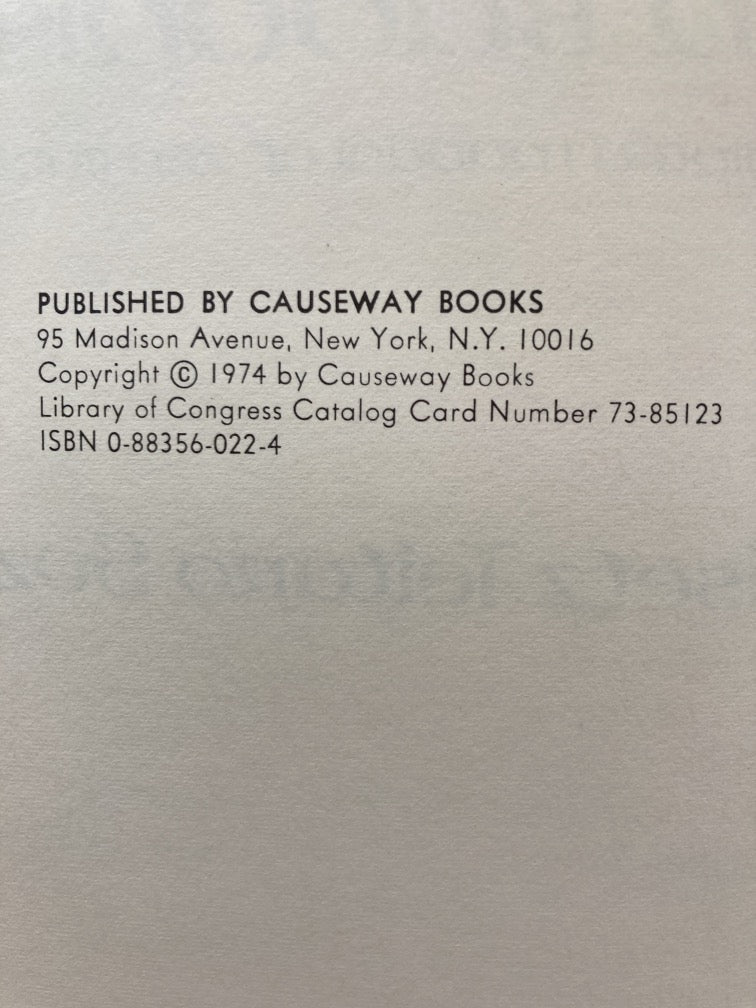 PUBLISHED BY CAUSEWAY BOOKS
95 Madison Avenue, New York, N.Y. 10016
Copyright © 1974 by Causeway Books
Library of Congress Catalog Card Number 73-85123
ISBN 0-88356-022-4